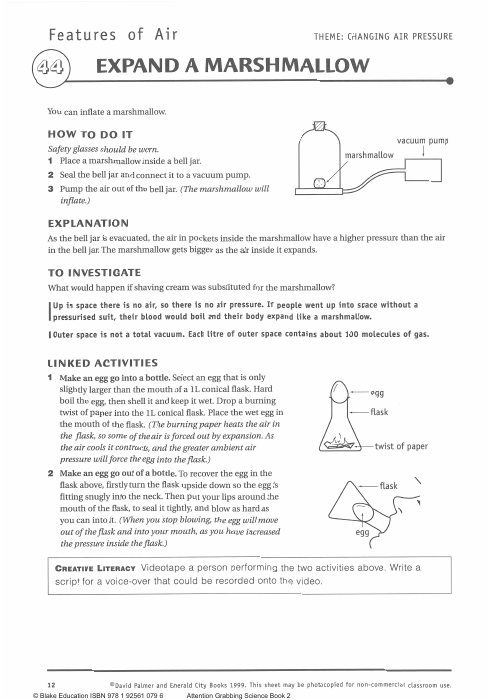 Features of Air
THEME: CHANGING AIR PRESSURE
44
EXPAND A MARSHMALLOW
You can inflate a marshmallow.
HOW TO DO IT
Safety glasses should be worn.
1 Place a marshmallow inside a bell jar.
2 Seal the bell jar and connect it to a vacuum pump.
3 Pump the air out of the bell jar. (The marshmallow will
inflate.)
vacuum pump
marshmallow
EXPLANATION
As the bell jar is evacuated, the air in pockets inside the marshmallow have a higher pressure than the air
in the bell jar. The marshmallow gets bigger as the air inside it expands.
TO INVESTIGATE
What would happen if shaving cream was substituted for the marshmallow?
Up in space there is no air, so there is no air pressure. If people went up into space without a
pressurised suit, their blood would boil and their body expand like a marshmallow.
Outer space is not a total vacuum. Each litre of outer space contains about 100 molecules of gas.
LINKED ACTIVITIES
1 Make an egg go into a bottle. Select an egg that is only
slightly larger than the mouth of a 1L conical flask. Hard
boil the egg, then shell it and keep it wet. Drop a burning
twist of paper into the 1L conical flask. Place the wet egg in
the mouth of the flask. (The burning paper heats the air in
the flask, so some of the air is forced out by expansion. As
the air cools it contracts, and the greater ambient air
pressure will force the egg into the flask.)
egg
flask
twist of paper
2 Make an egg go out of a bottle. To recover the egg in the
flask above, firstly turn the flask upside down so the egg is
fitting snugly into the neck. Then put your lips around the
mouth of the flask, to seal it tightly, and blow as hard as
you can into it. (When you stop blowing, the egg will move
out of the flask and into your mouth, as you have increased
the pressure inside the flask.)
flask
egg
CREATIVE LITERACY Videotape a person performing the two activities above. Write a
script for a voice-over that could be recorded onto the video.
12
©David Palmer and Emerald City Books 1999. This sheet may be photocopied for non-commercial classroom use.
© Blake Education ISBN 978 1 92561 079 6 Attention Grabbing Science Book 2